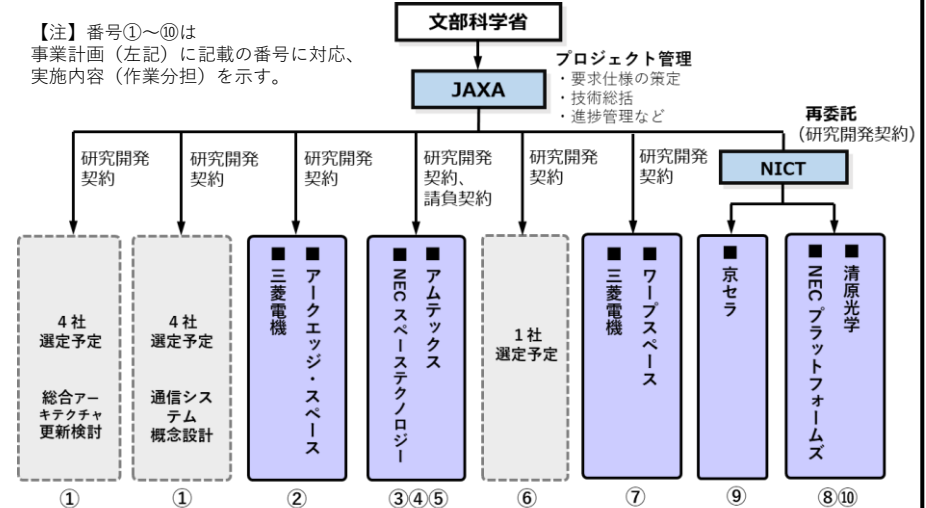 【注】番号①～⑩は
事業計画（左記）に記載の番号に対応、
実施内容（作業分担）を示す。
文部科学省
JAXA
プロジェクト管理
・要求仕様の策定
・技術総括
・進捗管理など
再委託
（研究開発契約）
NICT
研究開発
契約
研究開発
契約
研究開発
契約
研究開発
契約、
請負契約
研究開発
契約
研究開発
契約
4社
選定予定
総合アー
キテクチャ
更新検討
①
4社
選定予定
通信シス
テム
概念設計
①
■ アークエッジ・スペース
■ 三菱電機
②
■ アムテックス
■ NEC スペーステクノロジー
③④⑤
1社
選定予定
⑥
■ ワープスペース
■ 三菱電機
⑦
■ 京セラ
⑨
■ 清原光学
■ NEC プラットフォームズ
⑧⑩